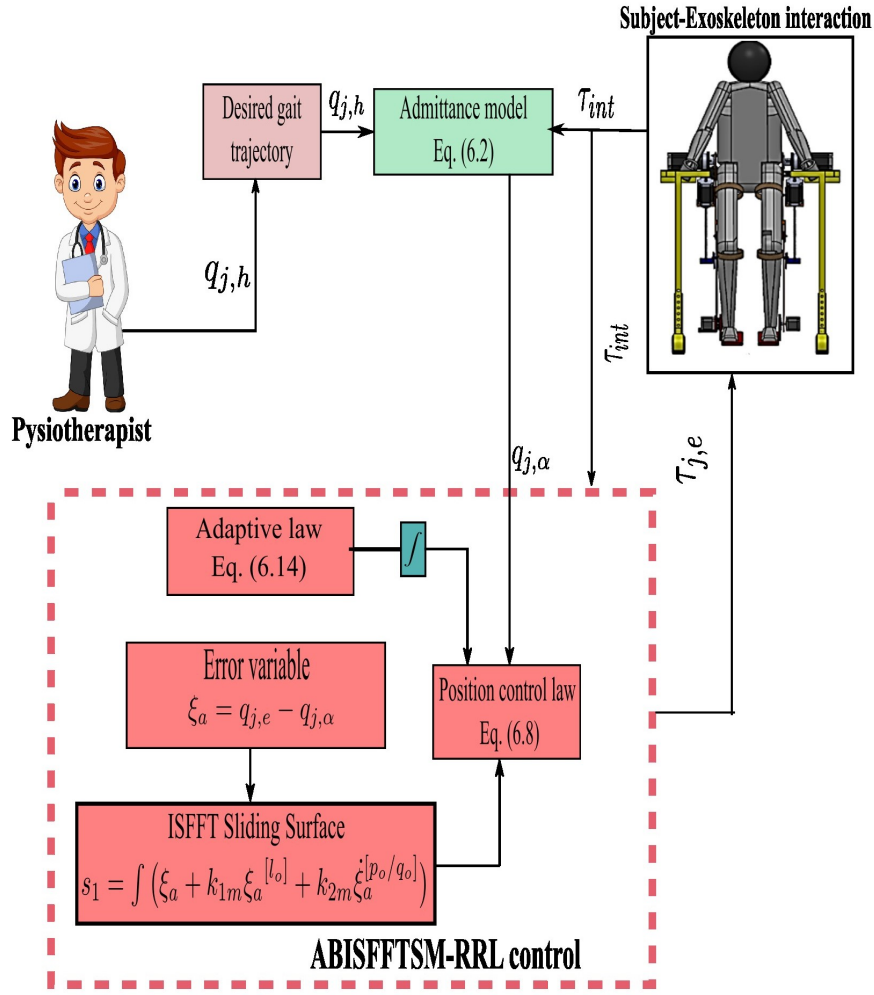 Subject-Exoskeleton interaction
Desired gait
trajectory
q_{j,h}
Admittance model
Eq. (6.2)
τ_{int}
q_{j,h}
τ_{int}
Pysiotherapist
q_{j,α}
τ_{j,e}
Adaptive law
Eq. (6.14)
∫
Error variable
ξ_a = q_{j,e} − q_{j,α}
Position control law
Eq. (6.8)
ISFFT Sliding Surface
s_1 = ∫ (ξ_a + k_{1m} ξ_a^{[l_o]} + k_{2m} \dot{ξ}_a^{[p_o/q_o]})
ABISFFTSM-RRL control